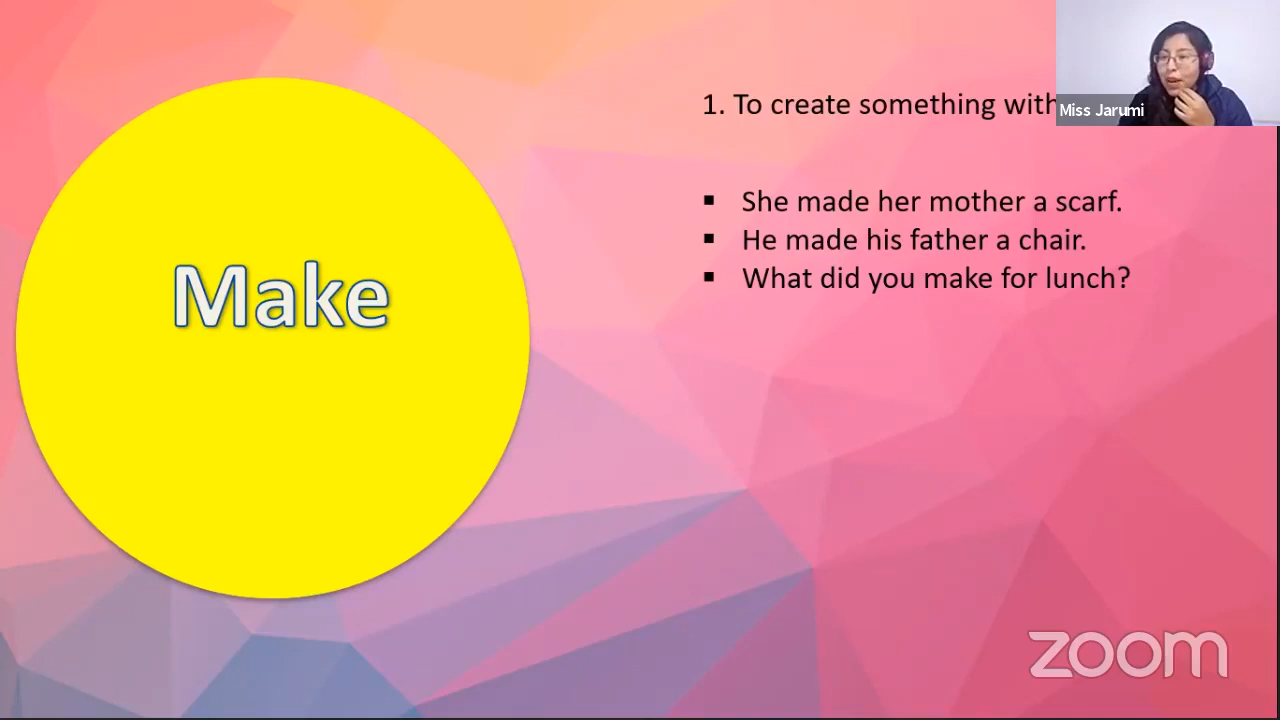 1. To create something with
Miss Jarumi
▪ She made her mother a scarf.
▪ He made his father a chair.
▪ What did you make for lunch?
Make
zoom